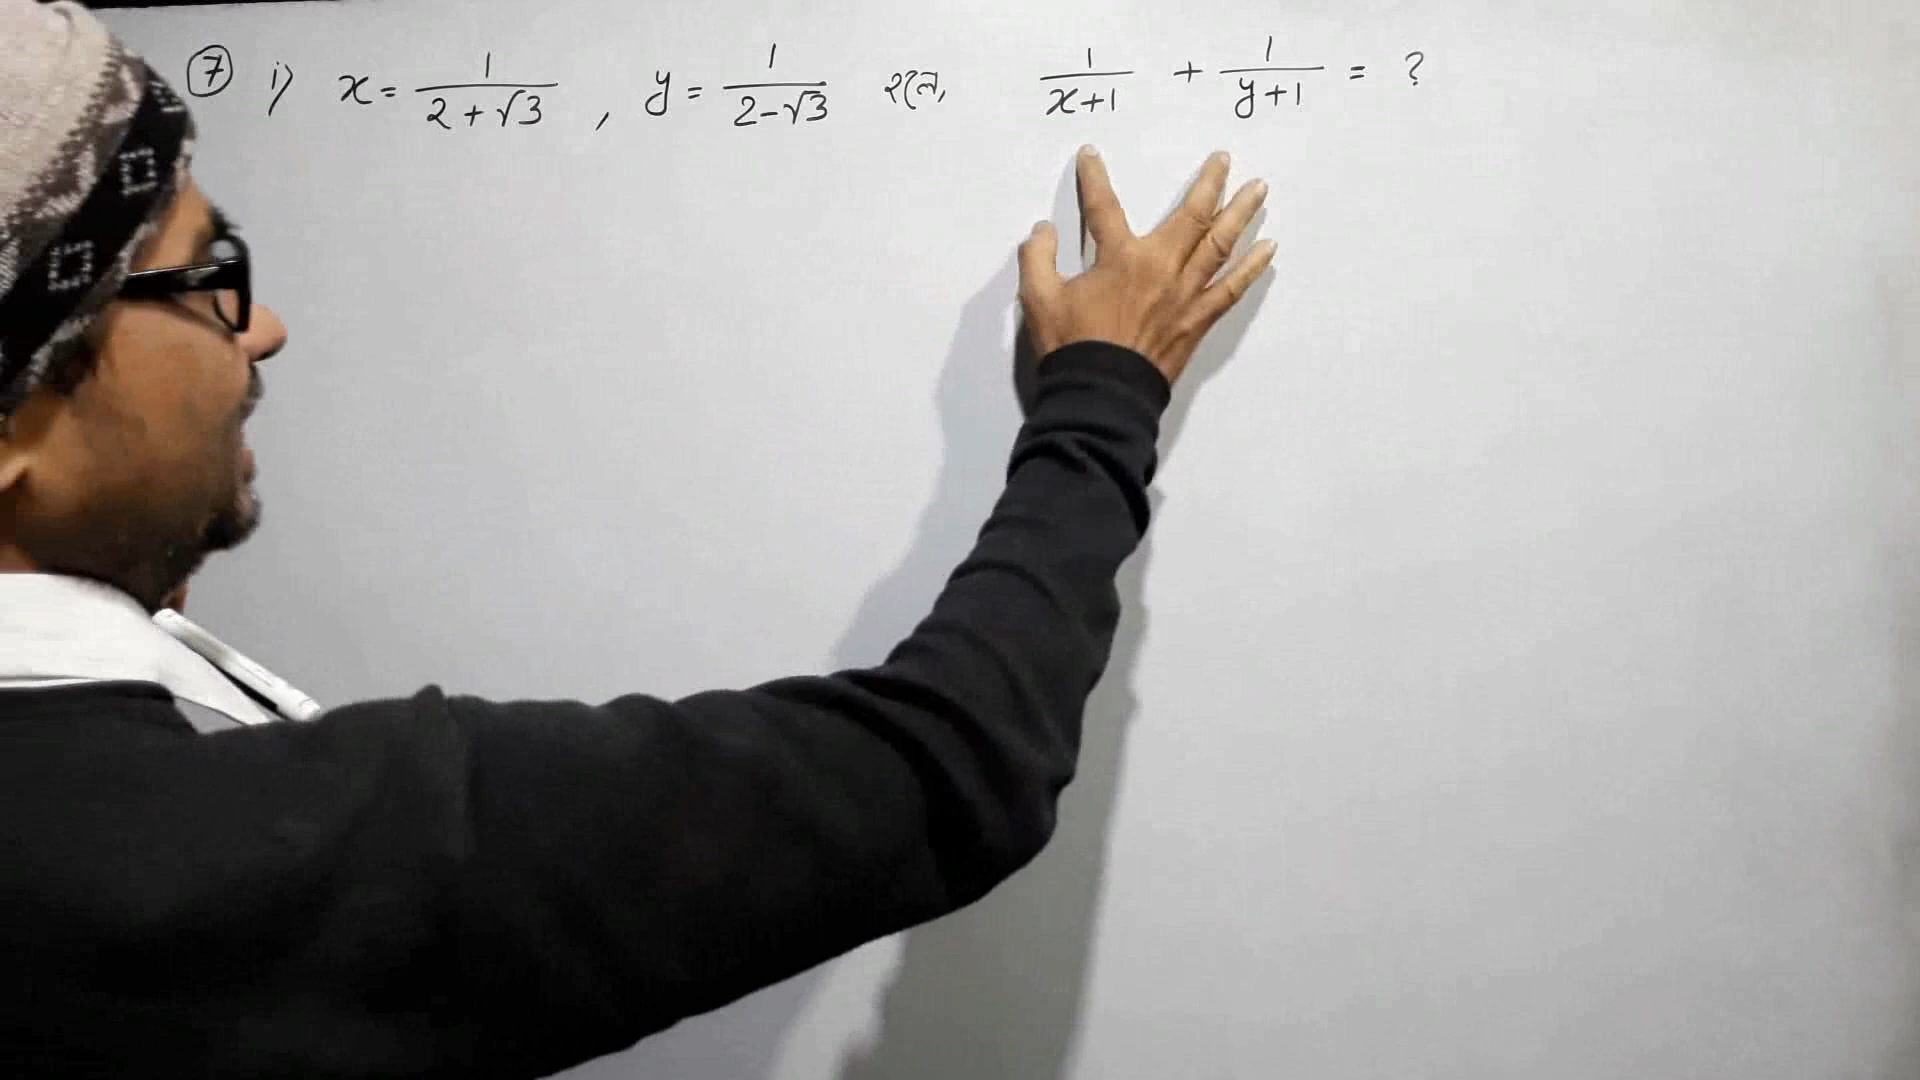 ⑦ i) x = 1/(2+√3) , y = 1/(2-√3) হলে, 1/(x+1) + 1/(y+1) = ?